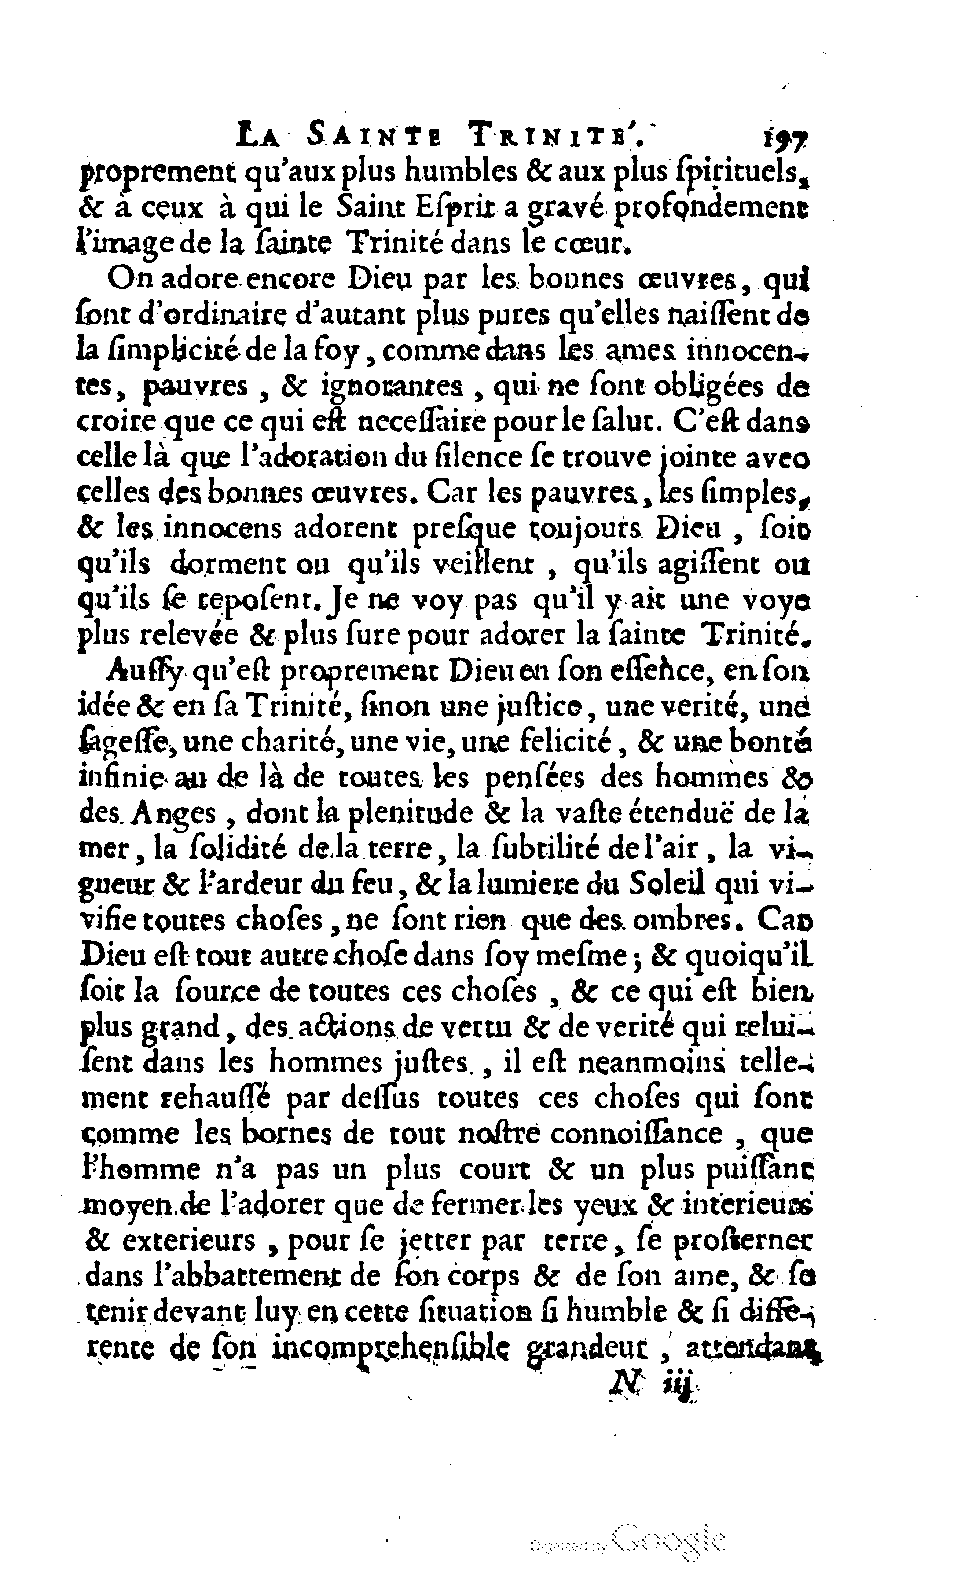 LA SAINTE TRINITE'. 197
proprement qu'aux plus humbles & aux plus ſpirituels,
& à ceux à qui le Saint Eſprit a gravé profondement
l'image de la ſainte Trinité dans le cœur.
On adore encore Dieu par les bonnes œuvres, qui
ſont d'ordinaire d'autant plus pures qu'elles naiſſent de
la ſimplicité de la foy, comme dans les ames innocen-
tes, pauvres, & ignorantes, qui ne ſont obligées de
croire que ce qui eſt neceſſaire pour le ſalut. C'eſt dans
celle là que l'adoration du ſilence ſe trouve jointe avec
celles des bonnes œuvres. Car les pauvres, les ſimples,
& les innocens adorent preſque toujours Dieu, ſoit
qu'ils dorment ou qu'ils veillent, qu'ils agiſſent ou
qu'ils ſe repoſent. Je ne voy pas qu'il y ait une voye
plus relevée & plus ſure pour adorer la ſainte Trinité.
Auſſy qu'eſt proprement Dieu en ſon eſſence, en ſon
idée & en ſa Trinité, ſinon une juſtice, une verité, une
ſageſſe, une charité, une vie, une felicité, & une bonté
infinie au de là de toutes les penſées des hommes &
des Anges, dont la plenitude & la vaſte étenduë de la
mer, la ſolidité de la terre, la ſubtilité de l'air, la vi-
gueur & l'ardeur du feu, & la lumiere du Soleil qui vi-
vifie toutes choſes, ne ſont rien que des ombres. Car
Dieu eſt tout autre choſe dans ſoy meſme; & quoiqu'il
ſoit la ſource de toutes ces choſes, & ce qui eſt bien
plus grand, des actions de vertu & de verité qui relui-
ſent dans les hommes juſtes, il eſt neanmoins telle-
ment rehauſſé par deſſus toutes ces choſes qui ſont
comme les bornes de tout noſtre connoiſſance, que
l'homme n'a pas un plus court & un plus puiſſant
moyen de l'adorer que de fermer les yeux & interieurs
& exterieurs, pour ſe jetter par terre, ſe proſterner
dans l'abbattement de ſon corps & de ſon ame, & ſe
tenir devant luy en cette ſituation ſi humble & ſi diffe-
rente de ſon incomprehenſible grandeur, attendant
N iij
Digitized by Google